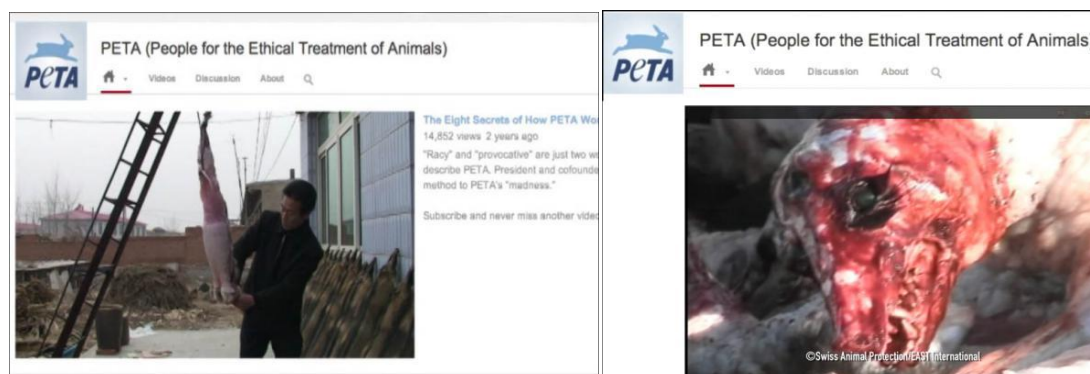 PETA
PETA (People for the Ethical Treatment of Animals)
Videos Discussion About
The Eight Secrets of How PETA Wo
14,852 views 2 years ago
"Racy" and "provocative" are just two w
describe PETA. President and cofounde
method to PETA's "madness."
Subscribe and never miss another video
PETA
PETA (People for the Ethical Treatment of Animals
Videos Discussion About
©Swiss Animal Protection/EAST International